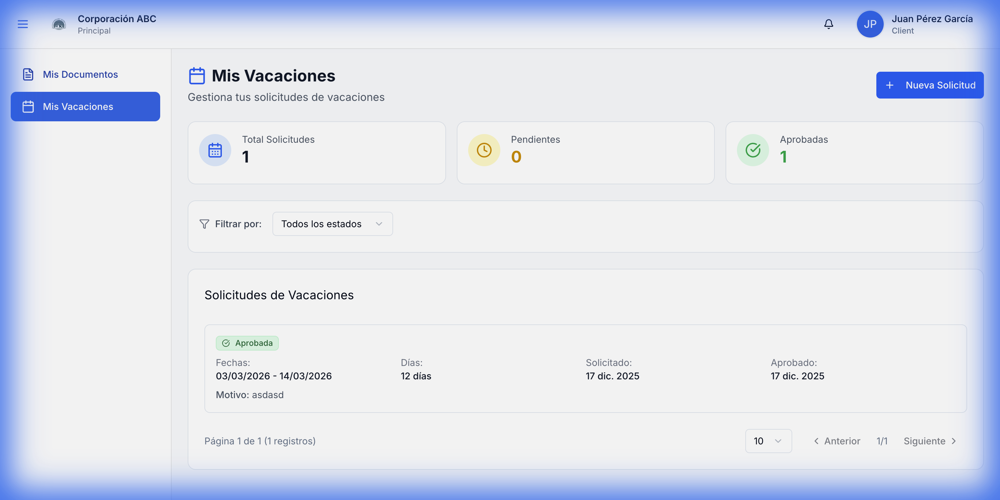 Corporación ABC
Principal
JP
Juan Pérez García
Client
Mis Documentos
Mis Vacaciones
Mis Vacaciones
Gestiona tus solicitudes de vacaciones
Nueva Solicitud
Total Solicitudes
1
Pendientes
0
Aprobadas
1
Filtrar por:
Todos los estados
Solicitudes de Vacaciones
Aprobada
Fechas:
03/03/2026 - 14/03/2026
Días:
12 días
Solicitado:
17 dic. 2025
Aprobado:
17 dic. 2025
Motivo: asdasd
Página 1 de 1 (1 registros)
10
Anterior
1/1
Siguiente